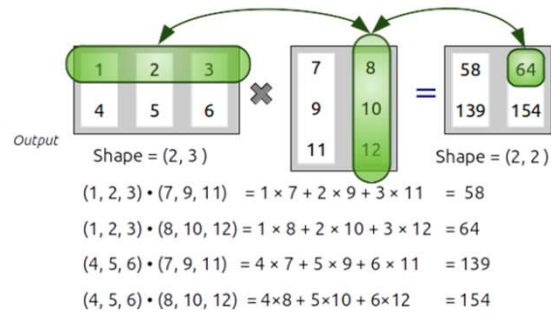 1 2 3 7 8 58 64
4 5 6 × 9 10 = 139 154
11 12
Output
Shape = (2, 3 ) Shape = (2, 2 )
(1, 2, 3) • (7, 9, 11) = 1 × 7 + 2 × 9 + 3 × 11 = 58
(1, 2, 3) • (8, 10, 12) = 1 × 8 + 2 × 10 + 3 × 12 = 64
(4, 5, 6) • (7, 9, 11) = 4 × 7 + 5 × 9 + 6 × 11 = 139
(4, 5, 6) • (8, 10, 12) = 4×8 + 5×10 + 6×12 = 154